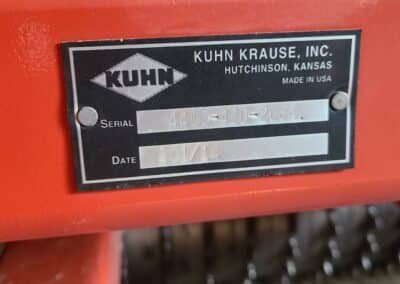 KUHN
KUHN KRAUSE, INC.
HUTCHINSON, KANSAS
MADE IN USA
SERIAL
DATE